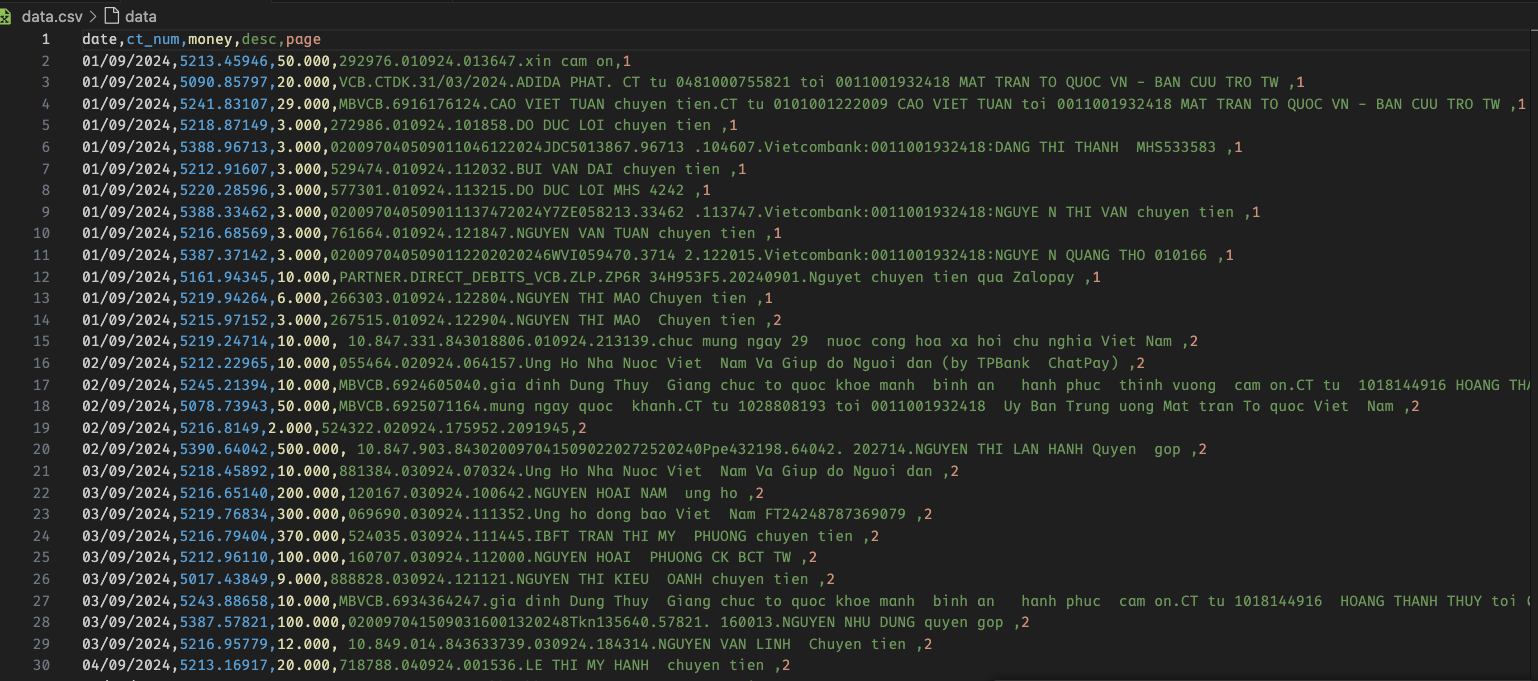 data.csv > data
1 date,ct_num,money,desc,page
2 01/09/2024,5213.45946,50.000,292976.010924.013647.xin cam on,1
3 01/09/2024,5090.85797,20.000,VCB.CTDK.31/03/2024.ADIDA PHAT. CT tu 0481000755821 toi 0011001932418 MAT TRAN TO QUOC VN - BAN CUU TRO TW ,1
4 01/09/2024,5241.83107,29.000,MBVCB.6916176124.CAO VIET TUAN chuyen tien.CT tu 0101001222009 CAO VIET TUAN toi 0011001932418 MAT TRAN TO QUOC VN - BAN CUU TRO TW ,1
5 01/09/2024,5218.87149,3.000,272986.010924.101858.DO DUC LOI chuyen tien ,1
6 01/09/2024,5388.96713,3.000,020097040509011046122024JDC5013867.96713 .104607.Vietcombank:0011001932418:DANG THI THANH  MHS533583 ,1
7 01/09/2024,5212.91607,3.000,529474.010924.112032.BUI VAN DAI chuyen tien ,1
8 01/09/2024,5220.28596,3.000,577301.010924.113215.DO DUC LOI MHS 4242 ,1
9 01/09/2024,5388.33462,3.000,020097040509011137472024Y7ZE058213.33462 .113747.Vietcombank:0011001932418:NGUYE N THI VAN chuyen tien ,1
10 01/09/2024,5216.68569,3.000,761664.010924.121847.NGUYEN VAN TUAN chuyen tien ,1
11 01/09/2024,5387.37142,3.000,0200970405090112202020246WVI059470.3714 2.122015.Vietcombank:0011001932418:NGUYE N QUANG THO 010166 ,1
12 01/09/2024,5161.94345,10.000,PARTNER.DIRECT_DEBITS_VCB.ZLP.ZP6R 34H953F5.20240901.Nguyet chuyen tien qua Zalopay ,1
13 01/09/2024,5219.94264,6.000,266303.010924.122804.NGUYEN THI MAO Chuyen tien ,1
14 01/09/2024,5215.97152,3.000,267515.010924.122904.NGUYEN THI MAO  Chuyen tien ,2
15 01/09/2024,5219.24714,10.000, 10.847.331.843018806.010924.213139.chuc mung ngay 29  nuoc cong hoa xa hoi chu nghia Viet Nam ,2
16 02/09/2024,5212.22965,10.000,055464.020924.064157.Ung Ho Nha Nuoc Viet  Nam Va Giup do Nguoi dan (by TPBank  ChatPay) ,2
17 02/09/2024,5245.21394,10.000,MBVCB.6924605040.gia dinh Dung Thuy  Giang chuc to quoc khoe manh  binh an   hanh phuc  thinh vuong  cam on.CT tu  1018144916 HOANG THA
18 02/09/2024,5078.73943,50.000,MBVCB.6925071164.mung ngay quoc  khanh.CT tu 1028808193 toi 0011001932418  Uy Ban Trung uong Mat tran To quoc Viet  Nam ,2
19 02/09/2024,5216.8149,2.000,524322.020924.175952.2091945,2
20 02/09/2024,5390.64042,500.000, 10.847.903.8430200970415090220272520240Ppe432198.64042. 202714.NGUYEN THI LAN HANH Quyen  gop ,2
21 03/09/2024,5218.45892,10.000,881384.030924.070324.Ung Ho Nha Nuoc Viet  Nam Va Giup do Nguoi dan ,2
22 03/09/2024,5216.65140,200.000,120167.030924.100642.NGUYEN HOAI NAM  ung ho ,2
23 03/09/2024,5219.76834,300.000,069690.030924.111352.Ung ho dong bao Viet  Nam FT24248787369079 ,2
24 03/09/2024,5216.79404,370.000,524035.030924.111445.IBFT TRAN THI MY  PHUONG chuyen tien ,2
25 03/09/2024,5212.96110,100.000,160707.030924.112000.NGUYEN HOAI  PHUONG CK BCT TW ,2
26 03/09/2024,5017.43849,9.000,888828.030924.121121.NGUYEN THI KIEU  OANH chuyen tien ,2
27 03/09/2024,5243.88658,10.000,MBVCB.6934364247.gia dinh Dung Thuy  Giang chuc to quoc khoe manh  binh an   hanh phuc  cam on.CT tu 1018144916  HOANG THANH THUY toi
28 03/09/2024,5387.57821,100.000,0200970415090316001320248Tkn135640.57821. 160013.NGUYEN NHU DUNG quyen gop ,2
29 03/09/2024,5216.95779,12.000, 10.849.014.843633739.030924.184314.NGUYEN VAN LINH  Chuyen tien ,2
30 04/09/2024,5213.16917,20.000,718788.040924.001536.LE THI MY HANH  chuyen tien ,2